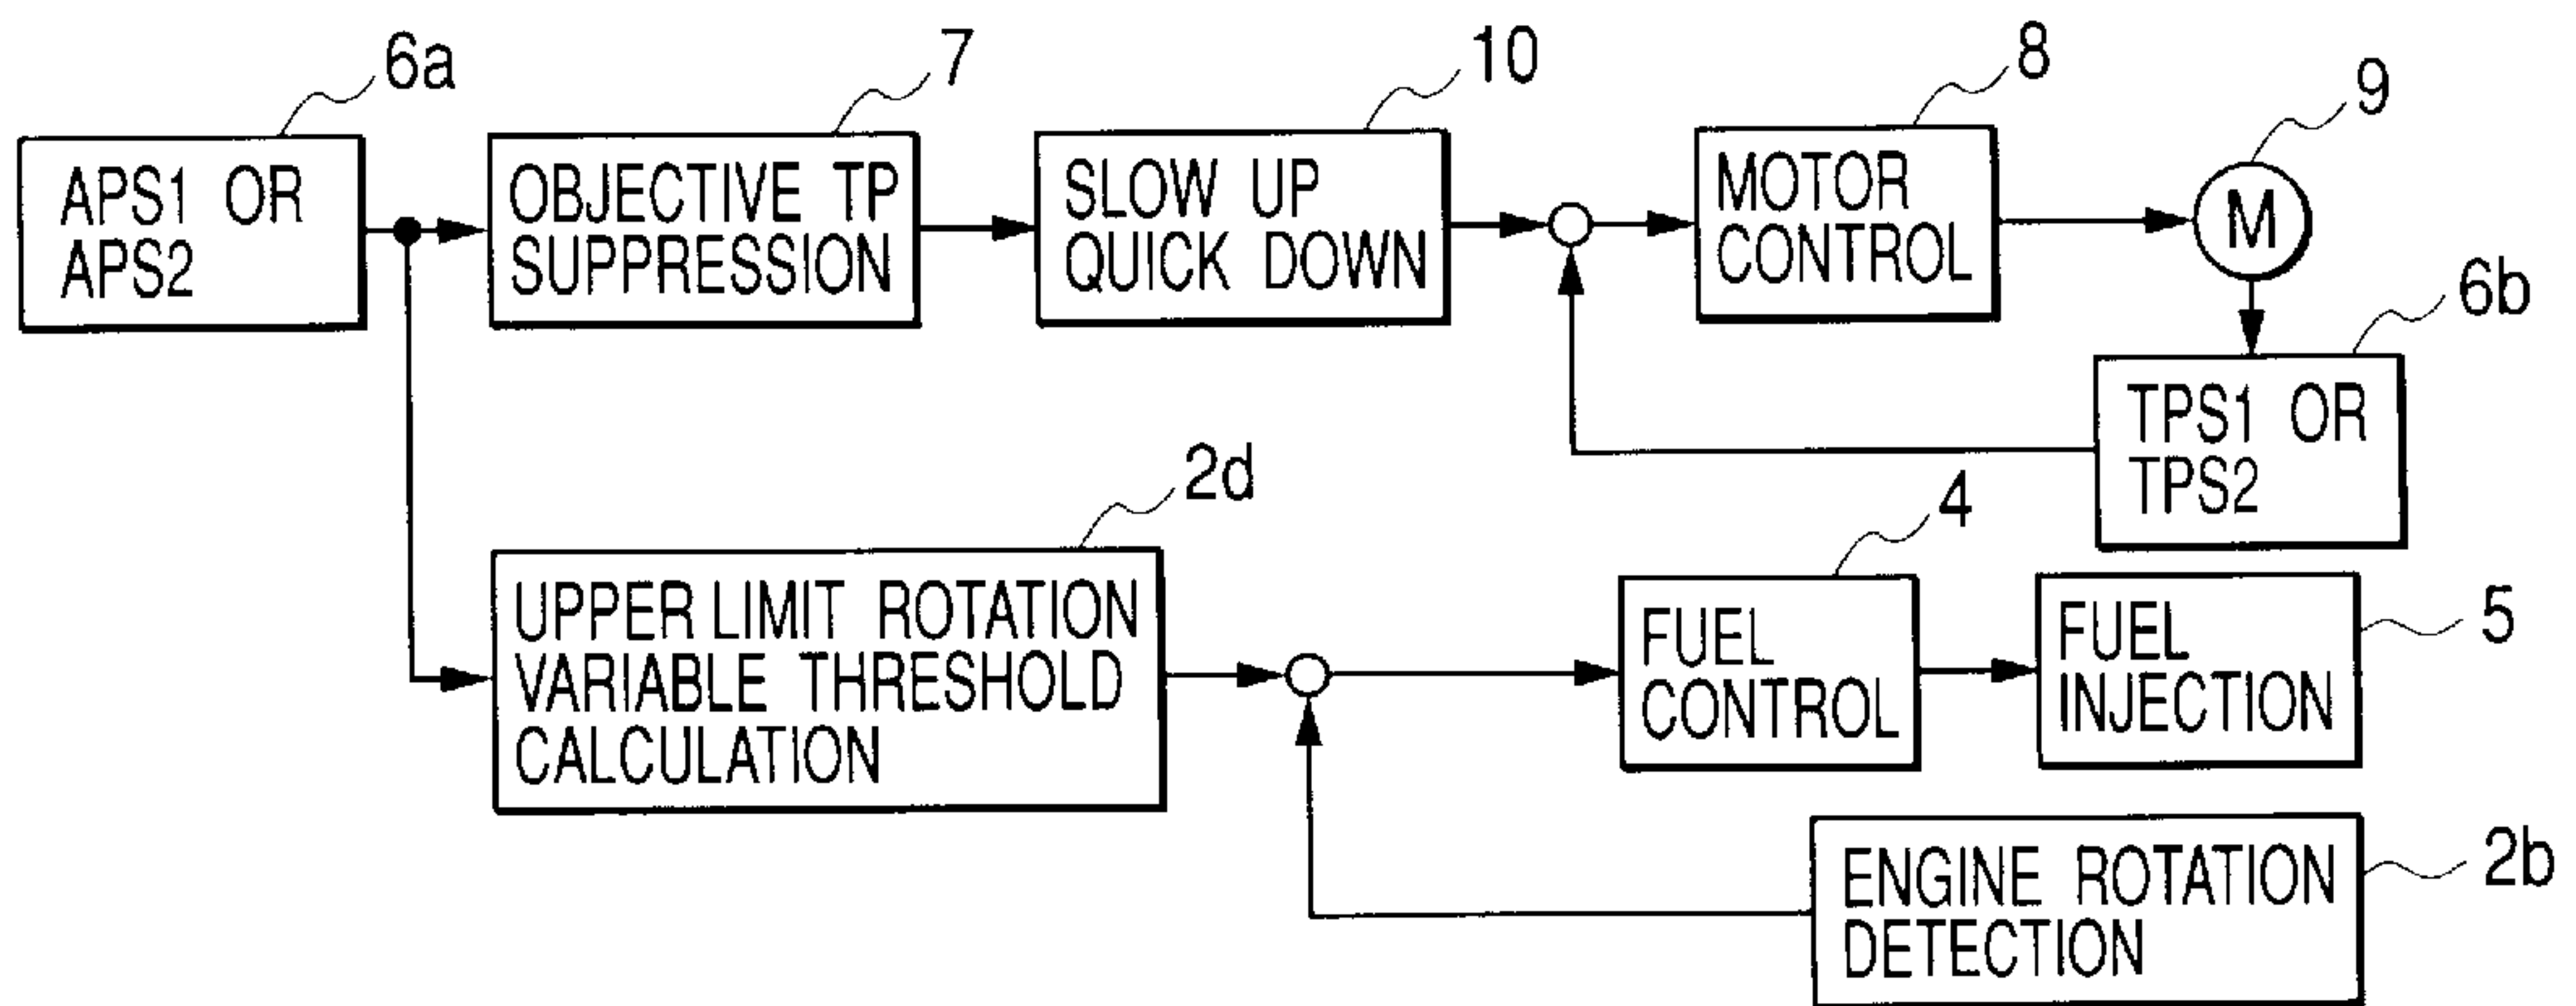 6a
7
10
8
9
APS1 OR
APS2
OBJECTIVE TP
SUPPRESSION
SLOW UP
QUICK DOWN
MOTOR
CONTROL
M
6b
TPS1 OR
TPS2
2d
4
5
UPPER LIMIT ROTATION
VARIABLE THRESHOLD
CALCULATION
FUEL
CONTROL
FUEL
INJECTION
2b
ENGINE ROTATION
DETECTION